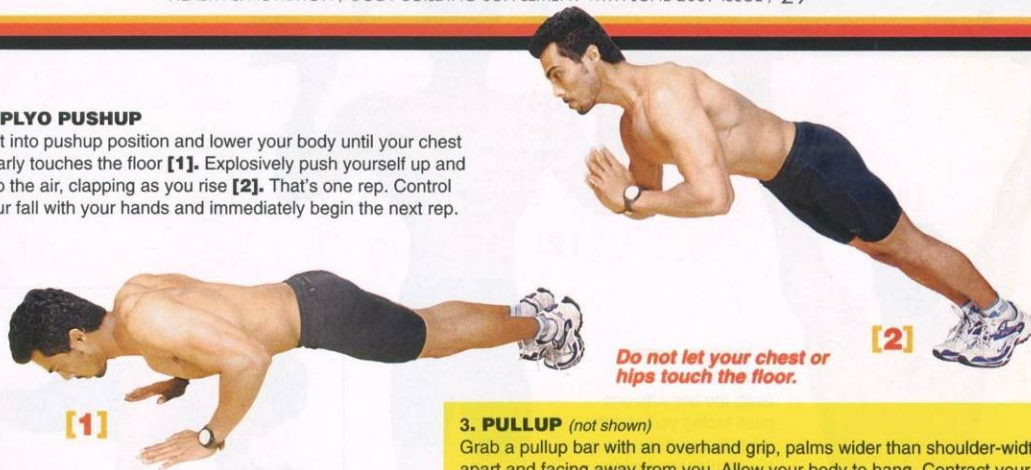 27
PLYO PUSHUP
t into pushup position and lower your body until your chest
arly touches the floor [1]. Explosively push yourself up and
o the air, clapping as you rise [2]. That's one rep. Control
ur fall with your hands and immediately begin the next rep.
[2]
Do not let your chest or
hips touch the floor.
[1]
3. PULLUP (not shown)
Grab a pullup bar with an overhand grip, palms wider than shoulder-widt
apart and facing away from you. Allow your body to hang. Contract you